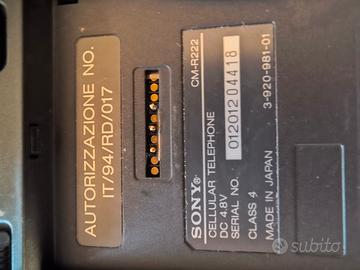 AUTORIZZAZIONE NO.
IT/94/RD/017
SONY®
CM-R222
CELLULAR TELEPHONE
DC 4.8V
SERIAL NO. 01201204418
CLASS 4
3-920-981-01
MADE IN JAPAN
subito